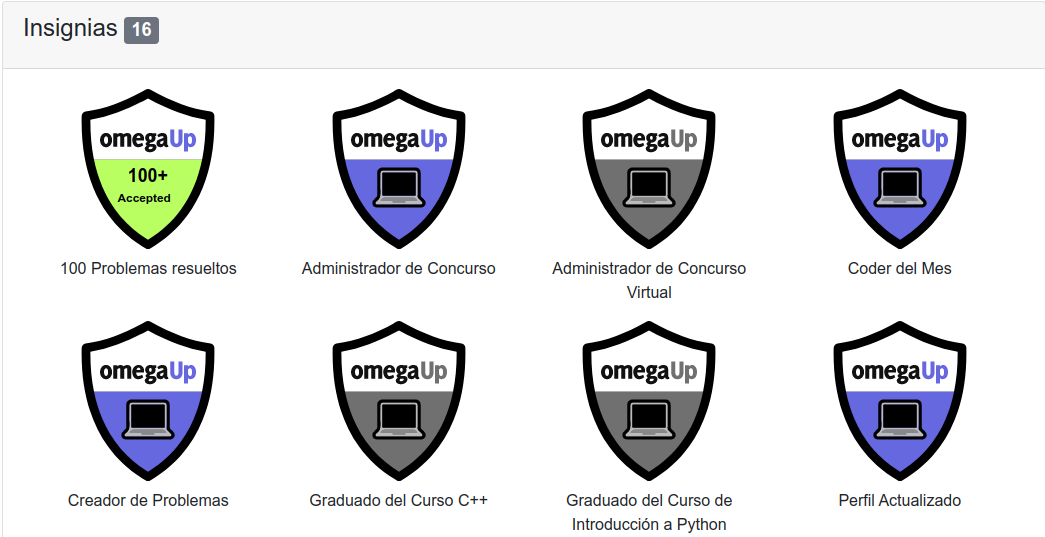 Insignias 16
omegaUp omegaUp omegaUp omegaUp
100+
Accepted
100 Problemas resueltos
Administrador de Concurso
Administrador de Concurso
Virtual
Coder del Mes
omegaUp omegaUp omegaUp omegaUp
Creador de Problemas
Graduado del Curso C++
Graduado del Curso de
Introducción a Python
Perfil Actualizado